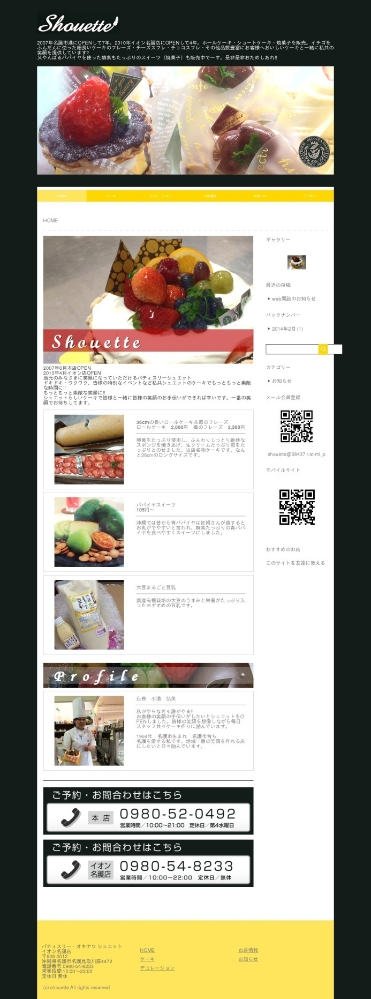 Shouette
2007年名護市港にOPENして7年。2010年イオン名護店にOPENして4年。ホールケーキ・ショートケーキ・焼菓子を販売。イチゴを
ふんだんに使った細長いケーキのフレーズ・チーズスフレ・チョコスフレ・その他品数豊富にお客様へおいしいケーキと一緒に私共の
笑顔を提供しています♡
又やんばるパパイヤを使った酵素もたっぷりのスイーツ（焼菓子）も販売中でーす。是非是非おためしあれ!!
HOME
ケーキ
デコレーション
お店情報
お知らせ
クーポン
HOME
Shouette
2007年6月本店OPEN
2010年4月イオン店OPEN
地元のみなさまに笑顔になっていただけるパティスリーシュエット
ドキドキ・ワクワク、皆様の特別なイベントなど私共シュエットのケーキでもっともっと素敵
な時間に!!
もっともっと素敵な笑顔に!!
シュエットらしいケーキで皆様と一緒に皆様の笑顔のお手伝いができれば幸いです。一番の笑
顔でお待ちしてます。
36cmの長いロールケーキ＆苺のフレーズ
ロールケーキ　2,000円　苺のフレーズ　2,300円
卵黄をたっぷり使用し、ふんわりしっとり絶妙な
スポンジを焼きあげ、生クリームたっぷり苺をた
っぷりとのせました。当店名物ケーキです。なん
と36cmのロングサイズです。
パパイヤスイーツ
105円～
沖縄では昔から青パパイヤは妊婦さんが食すると
お乳がでやすいと言われ、酵素たっぷりの青パパ
イヤを食べやすくスイーツにしました。
大豆まるごと豆乳
国産有機栽培の大豆のうまみと栄養がたっぷり入
ったおすすめの豆乳です。
Profile
店長　小濱　弘美
私がやらなきゃ誰がやる!!
お客様の笑顔の手伝いがしたいとシュエットをO
PENしました。皆様の笑顔を想像しながら毎日
スタッフ共々ケーキ作りに励んでいます。
1964年　名護市生まれ　名護市育ち
名護を愛する私です。地域一番の笑顔を作れる店
にしたいと日々励んでいます。
ご予約・お問合わせはこちら
本店 0980-52-0492
営業時間／10:00～21:00　定休日／第4水曜日
ご予約・お問合わせはこちら
イオン
名護店 0980-54-8233
営業時間／10:00～22:00　定休日／無休
ギャラリー
最近の投稿
web開設のお知らせ
バックナンバー
2014年2月 (1)
カテゴリー
お知らせ
メール会員登録
shouette@68437.r.at-ml.jp
モバイルサイト
おすすめのお店
このサイトを友達に教える
パティスリー・オキナワ シュエット
イオン名護店
〒905-0012
沖縄県名護市名護見取川原4472
電話番号 0980-54-8233
営業時間 10:00～22:00
定休日 無休
HOME
ケーキ
デコレーション
お店情報
お知らせ
(c) shouette All rights reserved